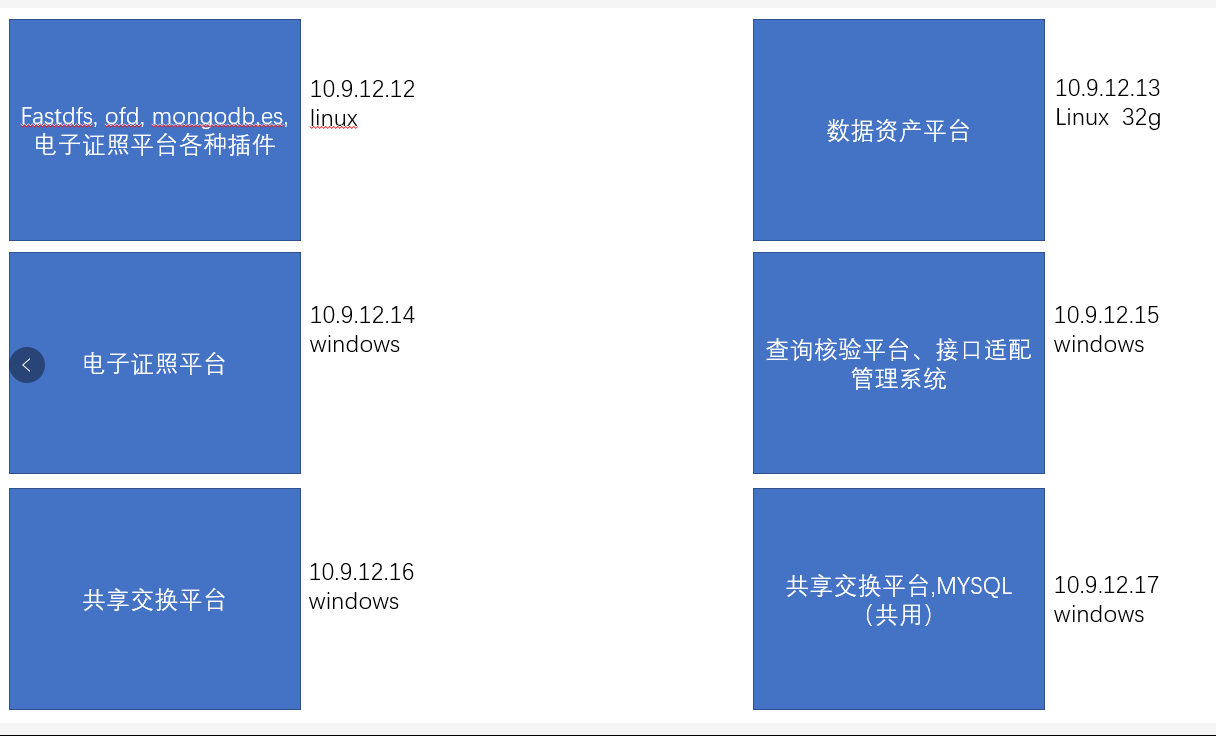 Fastdfs, ofd, mongodb.es,
电子证照平台各种插件
10.9.12.12
linux
数据资产平台
10.9.12.13
Linux  32g
电子证照平台
10.9.12.14
windows
查询核验平台、接口适配
管理系统
10.9.12.15
windows
共享交换平台
10.9.12.16
windows
共享交换平台,MYSQL
（共用）
10.9.12.17
windows